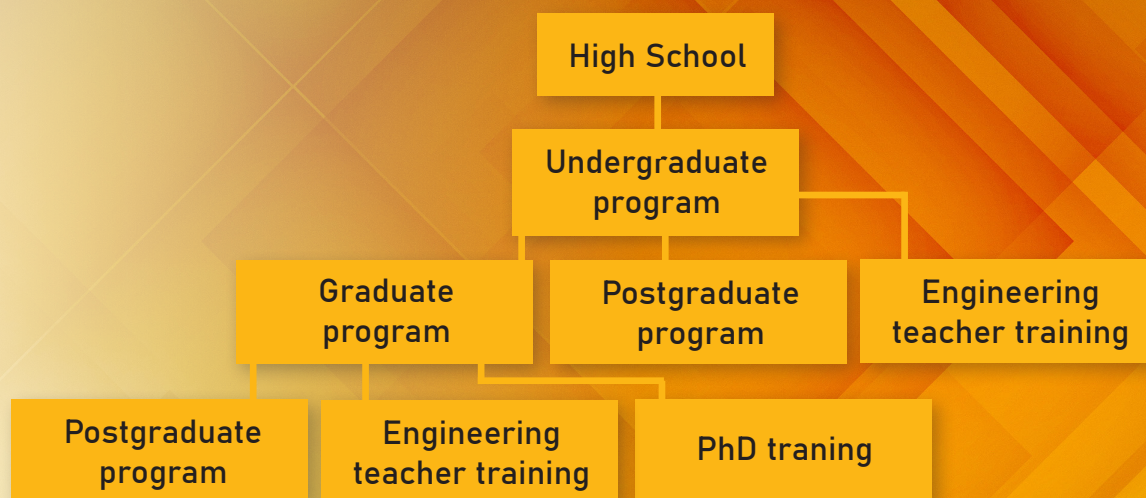 High School
Undergraduate
program
Graduate
program
Postgraduate
program
Engineering
teacher training
Postgraduate
program
Engineering
teacher training
PhD traning